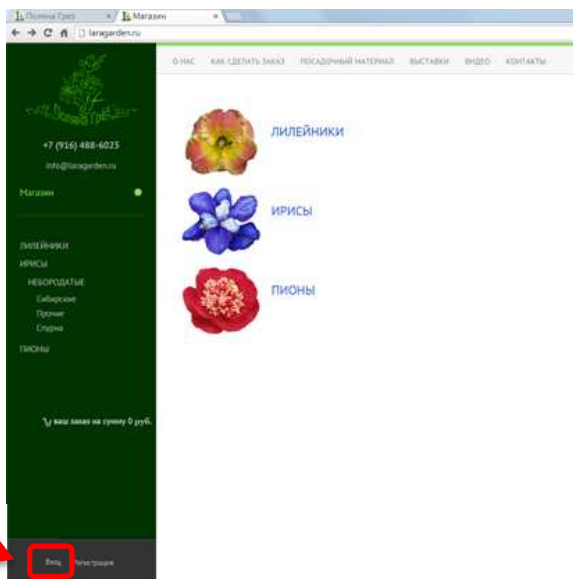 Поляна Грёз
Магазин
laragarden.ru
О НАС КАК СДЕЛАТЬ ЗАКАЗ ПОСАДОЧНЫЙ МАТЕРИАЛ ВЫСТАВКИ ВИДЕО КОНТАКТЫ
+7 (916) 488-6023
info@laragarden.ru
Магазин
ЛИЛЕЙНИКИ
ИРИСЫ
НЕБОРОДАТЫЕ
Сибирские
Прочие
Спурна
ПИОНЫ
ваш заказ на сумму 0 руб.
Вход Регистрация
ЛИЛЕЙНИКИ
ИРИСЫ
ПИОНЫ